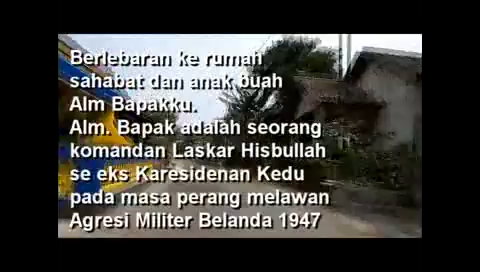 Berlebaran ke rumah
sahabat dan anak buah
Alm Bapakku.
Alm. Bapak adalah seorang
komandan Laskar Hisbullah
se eks Karesidenan Kedu
pada masa perang melawan
Agresi Militer Belanda 1947